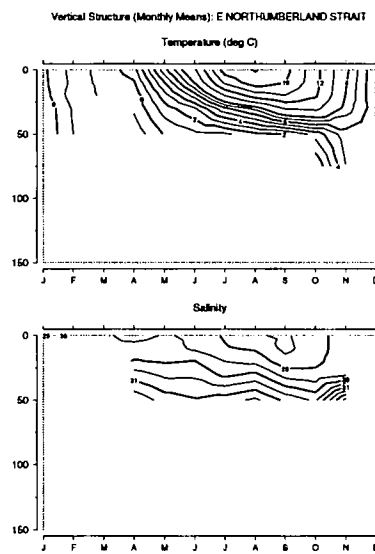 Vertical Structure (Monthly Means): E NORTHUMBERLAND STRAIT
Temperature (deg C)
0
50
100
150
J F M A M J J A S O N D
Salinity
0
50
100
150
J F M A M J J A S O N D